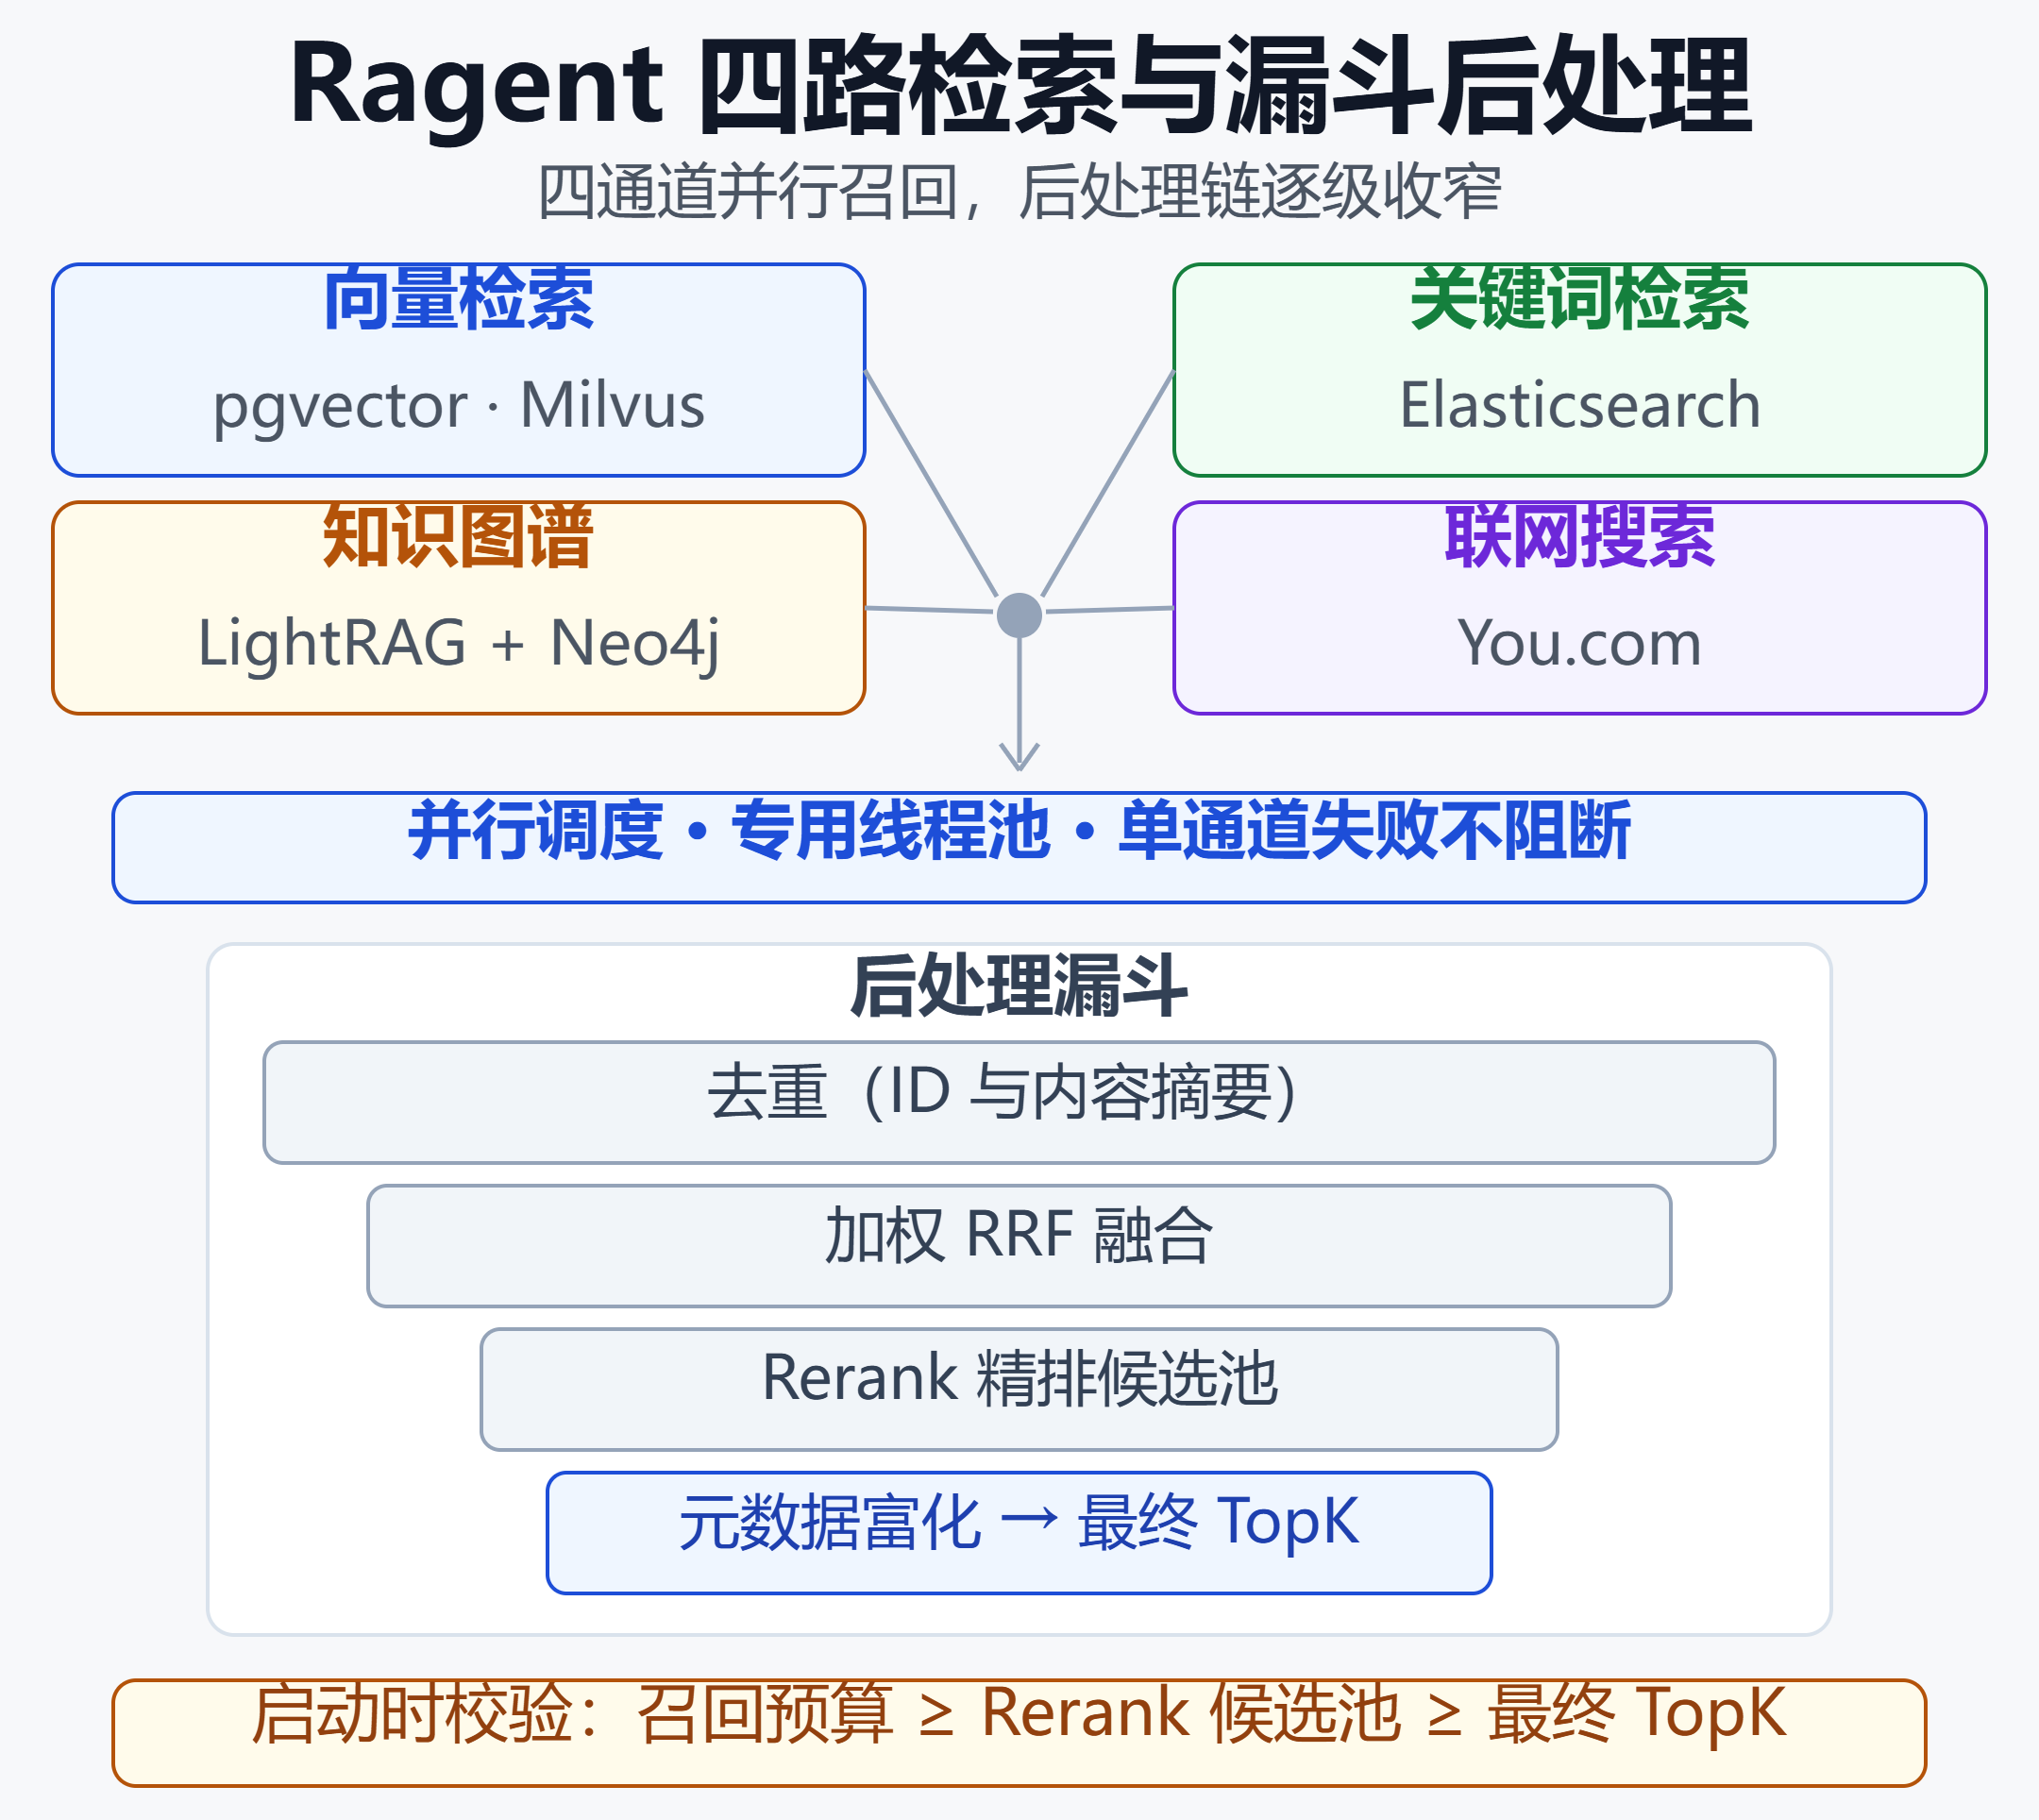 Ragent 四路检索与漏斗后处理
四通道并行召回，后处理链逐级收窄
向量检索
pgvector · Milvus
关键词检索
Elasticsearch
知识图谱
LightRAG + Neo4j
联网搜索
You.com
并行调度 · 专用线程池 · 单通道失败不阻断
后处理漏斗
去重（ID 与内容摘要）
加权 RRF 融合
Rerank 精排候选池
元数据富化 → 最终 TopK
启动时校验：召回预算 ≥ Rerank 候选池 ≥ 最终 TopK